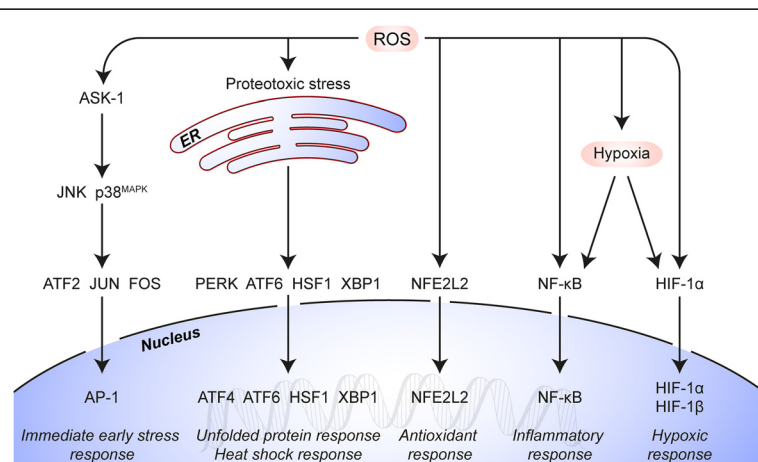 ROS
ASK-1
Proteotoxic stress
ER
Hypoxia
JNK p38MAPK
ATF2 JUN FOS
PERK ATF6 HSF1 XBP1
NFE2L2
NF-κB
HIF-1α
Nucleus
AP-1
ATF4 ATF6 HSF1 XBP1
NFE2L2
NF-κB
HIF-1α
HIF-1β
Immediate early stress
response
Unfolded protein response
Heat shock response
Antioxidant
response
Inflammatory
response
Hypoxic
response